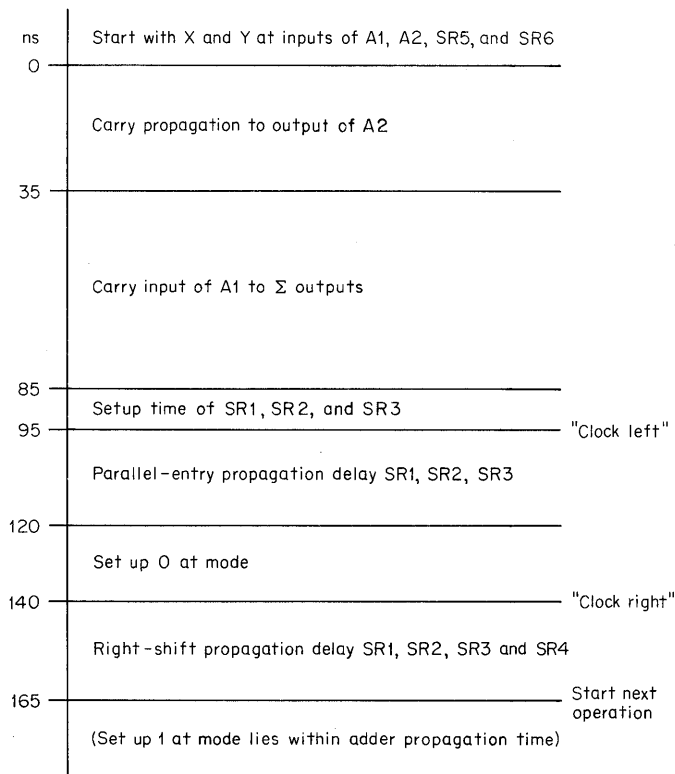 ns
Start with X and Y at inputs of A1, A2, SR5, and SR6
0
Carry propagation to output of A2
35
Carry input of A1 to Σ outputs
85
Setup time of SR1, SR2, and SR3
95
"Clock left"
Parallel-entry propagation delay SR1, SR2, SR3
120
Set up 0 at mode
140
"Clock right"
Right-shift propagation delay SR1, SR2, SR3 and SR4
165
Start next
operation
(Set up 1 at mode lies within adder propagation time)